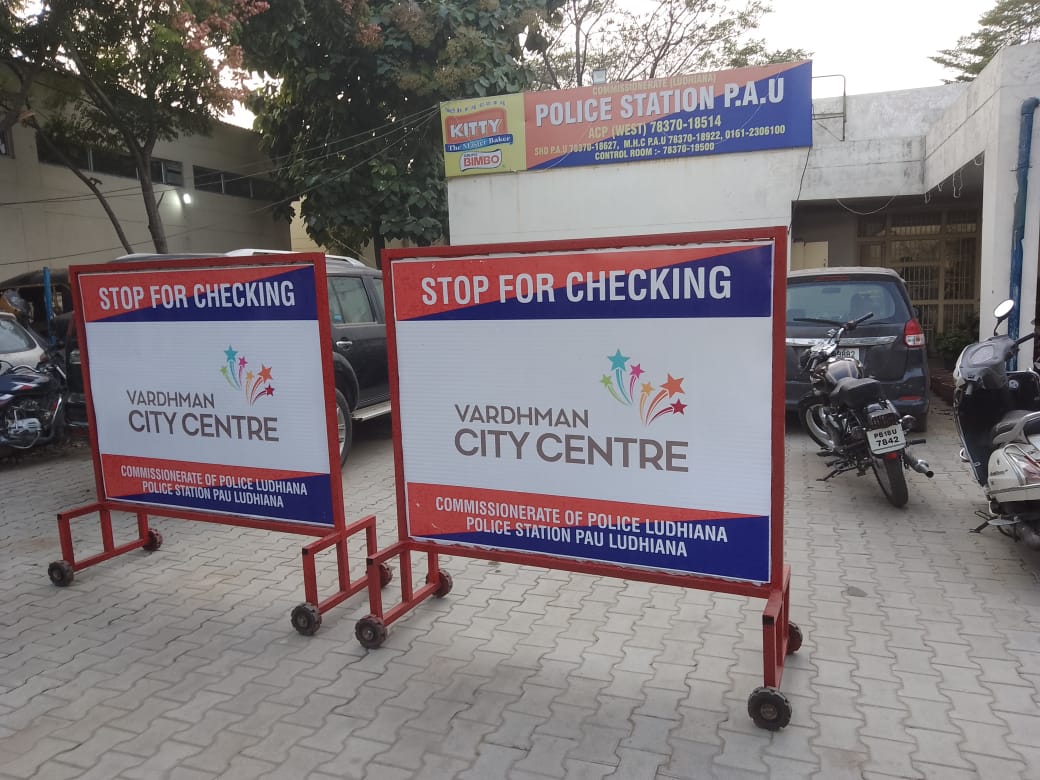 COMMISSIONERATE (LUDHIANA)
POLICE STATION P.A.U
ACP (WEST) 78370-18514
SHO P.A.U 78370-18627, M.H.C P.A.U 78370-18922, 0161-2306100
CONTROL ROOM :- 78370-18500
KITTY
The Master Baker
BIMBO
STOP FOR CHECKING
VARDHMAN
CITY CENTRE
COMMISSIONERATE OF POLICE LUDHIANA
POLICE STATION PAU LUDHIANA
STOP FOR CHECKING
VARDHMAN
CITY CENTRE
COMMISSIONERATE OF POLICE LUDHIANA
POLICE STATION PAU LUDHIANA
PB10U
7842